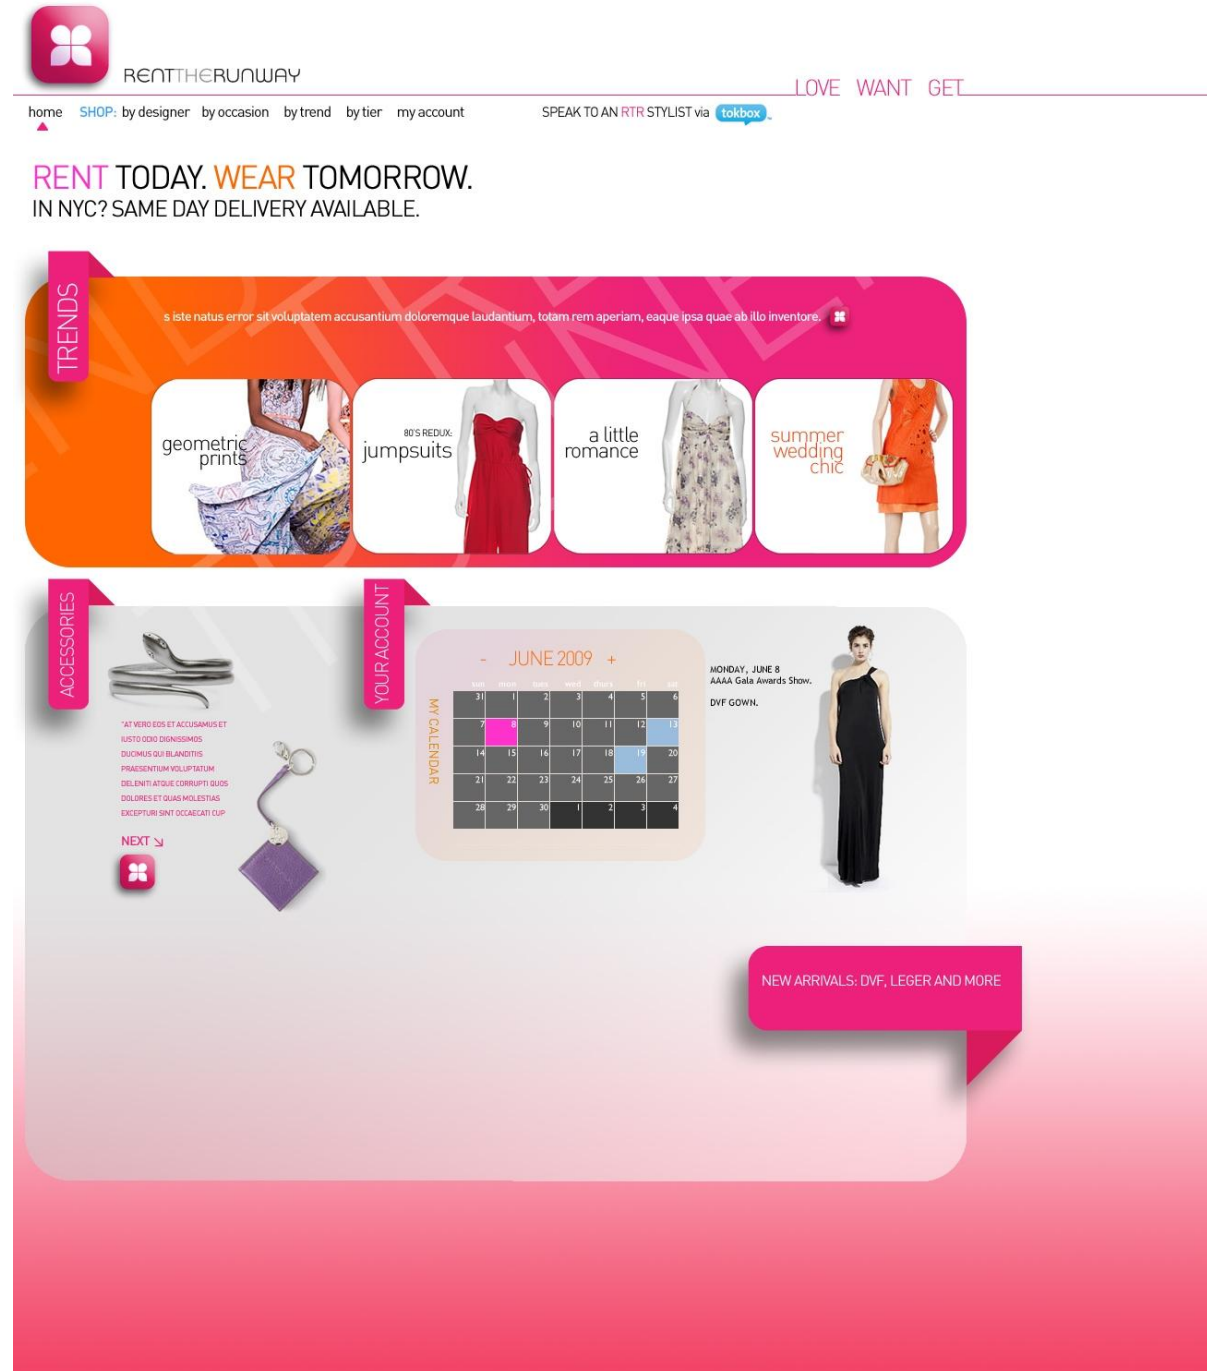 RENTTHERUNWAY
LOVE WANT GET
home SHOP: by designer by occasion by trend by tier my account
SPEAK TO AN RTR STYLIST via tokbox
RENT TODAY. WEAR TOMORROW.
IN NYC? SAME DAY DELIVERY AVAILABLE.
TRENDS
s iste natus error sit voluptatem accusantium doloremque laudantium, totam rem aperiam, eaque ipsa quae ab illo inventore.
geometric
prints
80'S REDUX:
jumpsuits
a little
romance
summer
wedding
chic
ACCESSORIES
"AT VERO EOS ET ACCUSAMUS ET
IUSTO ODIO DIGNISSIMOS
DUCIMUS QUI BLANDITIIS
PRAESENTIUM VOLUPTATUM
DELENITI ATQUE CORRUPTI QUOS
DOLORES ET QUAS MOLESTIAS
EXCEPTURI SINT OCCAECATI CUP
NEXT
YOUR ACCOUNT
MY CALENDAR
- JUNE 2009 +
sun mon tues wed thurs fri sat
31 1 2 3 4 5 6
7 8 9 10 11 12 13
14 15 16 17 18 19 20
21 22 23 24 25 26 27
28 29 30 1 2 3 4
MONDAY, JUNE 8
AAAA Gala Awards Show.
DVF GOWN.
NEW ARRIVALS: DVF, LEGER AND MORE